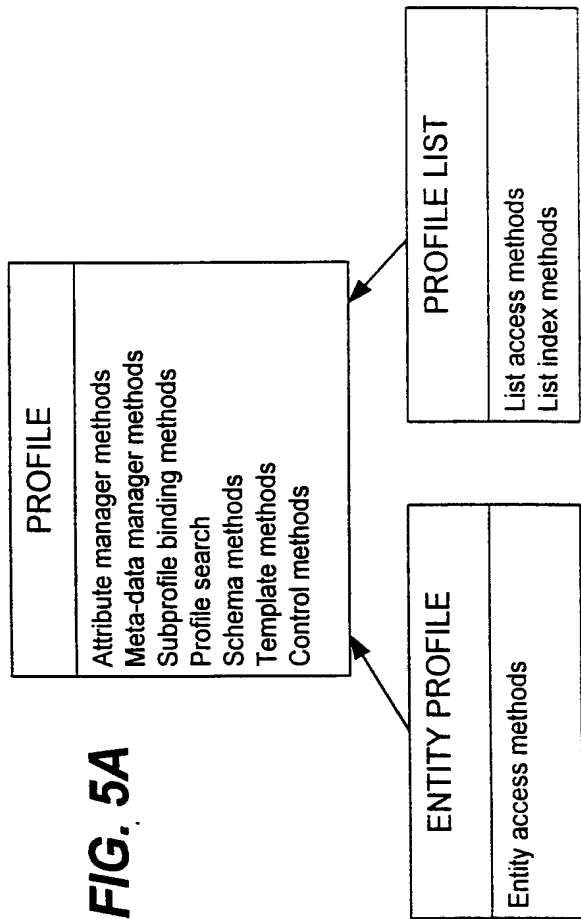 FIG. 5A
PROFILE
Attribute manager methods
Meta-data manager methods
Subprofile binding methods
Profile search
Schema methods
Template methods
Control methods
ENTITY PROFILE
Entity access methods
PROFILE LIST
List access methods
List index methods